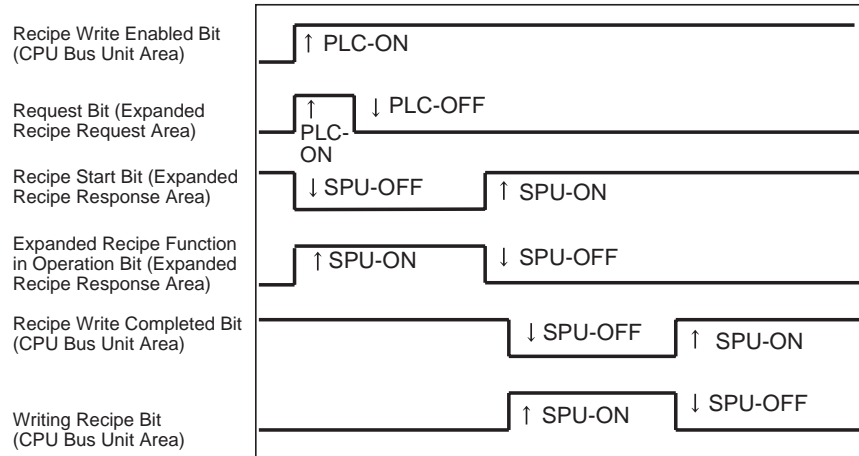 Recipe Write Enabled Bit
(CPU Bus Unit Area)
↑ PLC-ON
Request Bit (Expanded
Recipe Request Area)
↑
PLC-
ON
↓ PLC-OFF
Recipe Start Bit (Expanded
Recipe Response Area)
↓ SPU-OFF
↑ SPU-ON
Expanded Recipe Function
in Operation Bit (Expanded
Recipe Response Area)
↑ SPU-ON
↓ SPU-OFF
Recipe Write Completed Bit
(CPU Bus Unit Area)
↓ SPU-OFF
↑ SPU-ON
Writing Recipe Bit
(CPU Bus Unit Area)
↑ SPU-ON
↓ SPU-OFF